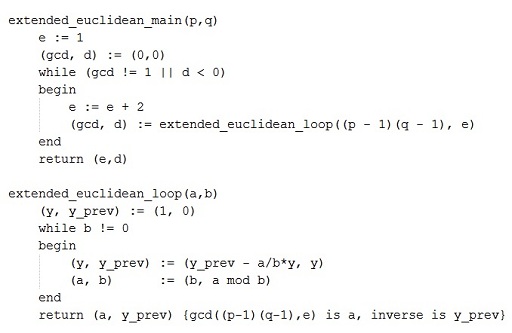 extended_euclidean_main(p,q)
    e := 1
    (gcd, d) := (0,0)
    while (gcd != 1 || d < 0)
    begin
        e := e + 2
        (gcd, d) := extended_euclidean_loop((p - 1)(q - 1), e)
    end
    return (e,d)

extended_euclidean_loop(a,b)
    (y, y_prev) := (1, 0)
    while b != 0
    begin
        (y, y_prev) := (y_prev - a/b*y, y)
        (a, b)      := (b, a mod b)
    end
    return (a, y_prev) {gcd((p-1)(q-1),e) is a, inverse is y_prev}